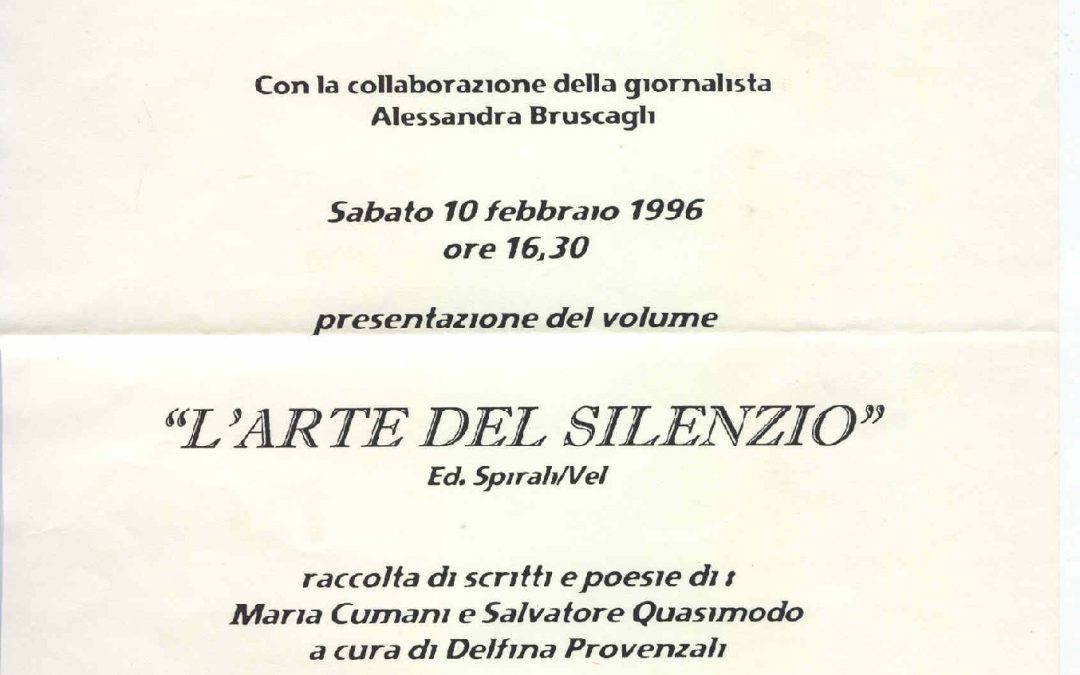 Con la collaborazione della giornalista
Alessandra Bruscagli
Sabato 10 febbraio 1996
ore 16,30
presentazione del volume
“L’ARTE DEL SILENZIO”
Ed. Spirali/Vel
raccolta di scritti e poesie di :
Maria Cumani e Salvatore Quasimodo
a cura di Delfina Provenzali